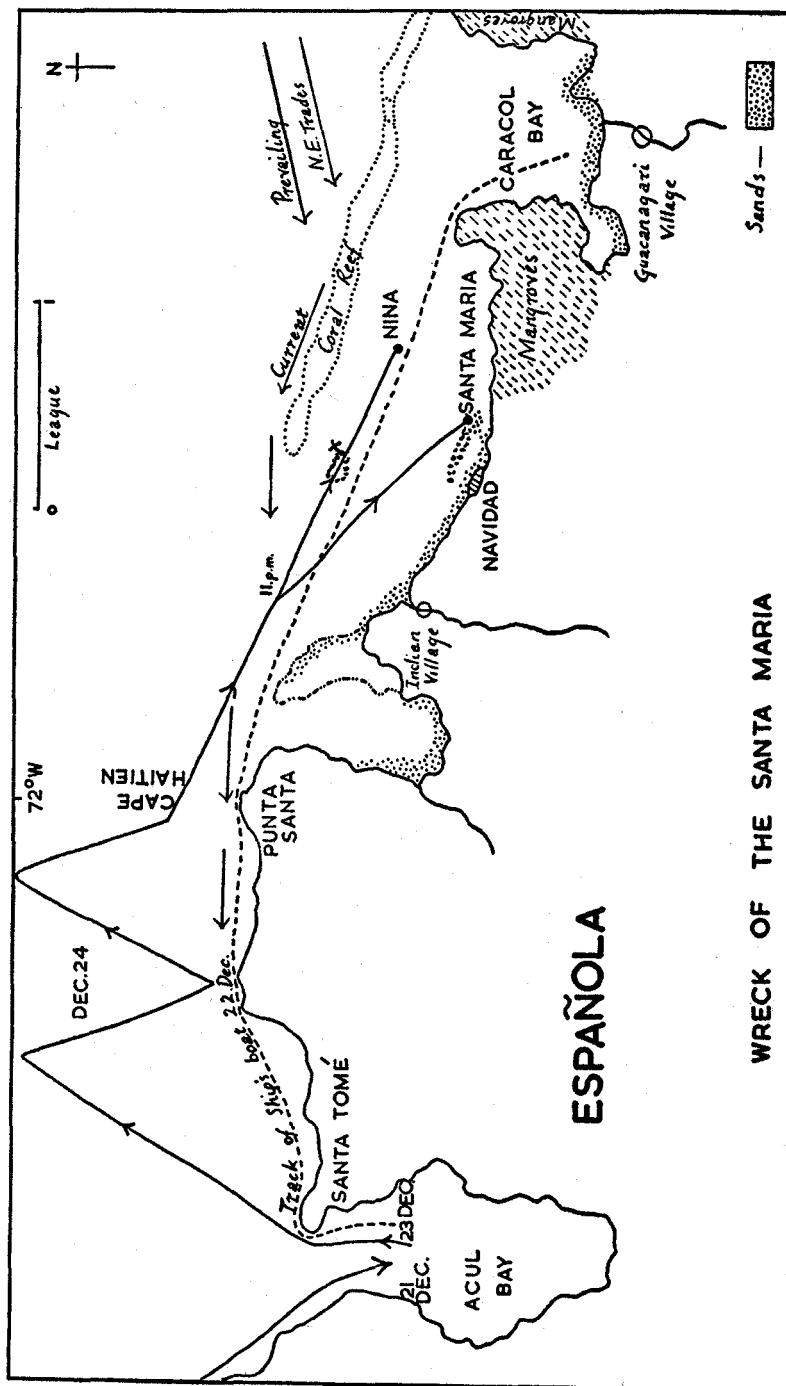 72°W
O
League
1
N
DEC.24
CAPE
HAITIEN
11.p.m.
Current
Coral Reef
Prevailing
N.E.Trades
Mangroves
Track of Ship's boat 22 Dec.
SANTA TOMÉ
PUNTA
SANTA
NINA
SANTA MARIA
CARACOL
BAY
21
DEC.
23 DEC.
ACUL
BAY
Indian
Village
NAVIDAD
Mangroves
Guacanagari
Village
ESPAÑOLA
Sands
WRECK OF THE SANTA MARIA